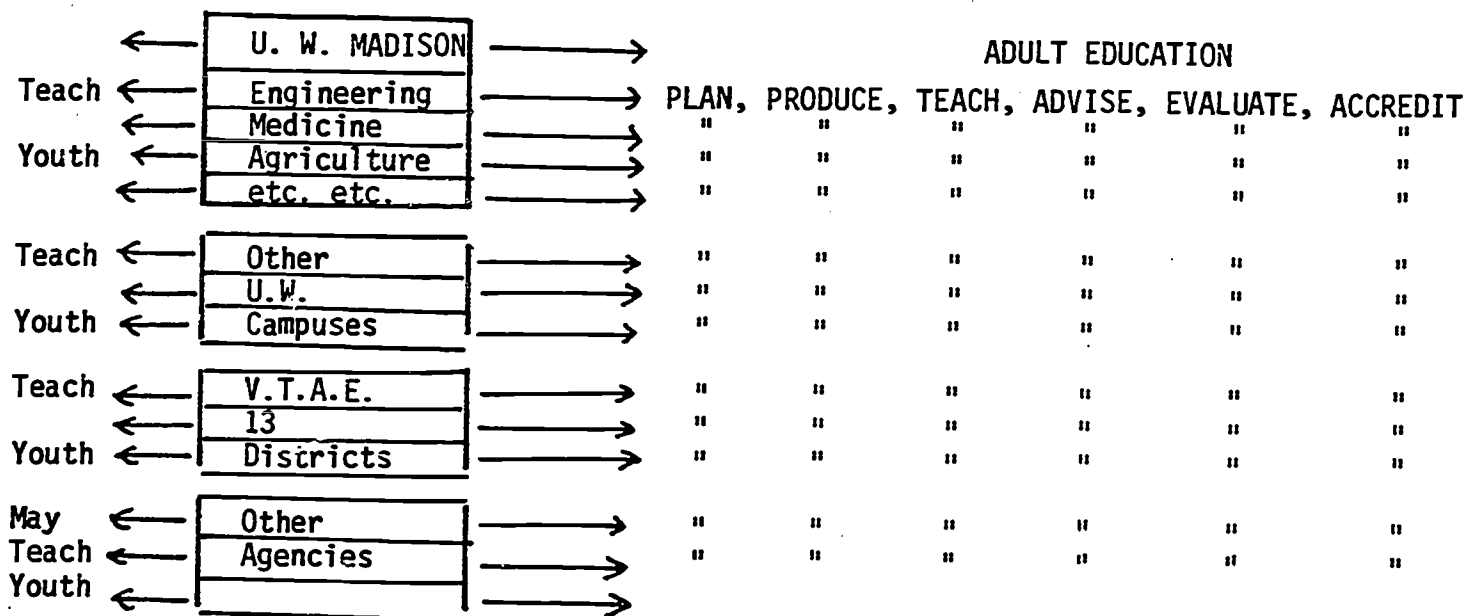 U. W. MADISON ADULT EDUCATION
Teach Engineering PLAN, PRODUCE, TEACH, ADVISE, EVALUATE, ACCREDIT
Medicine " " " " " "
Youth Agriculture " " " " " "
etc. etc. " " " " " "
Teach Other " " " " " "
U.W. " " " " " "
Youth Campuses " " " " " "
Teach V.T.A.E. " " " " " "
13 " " " " " "
Youth Districts " " " " " "
May Other " " " " " "
Teach Agencies " " " " " "
Youth